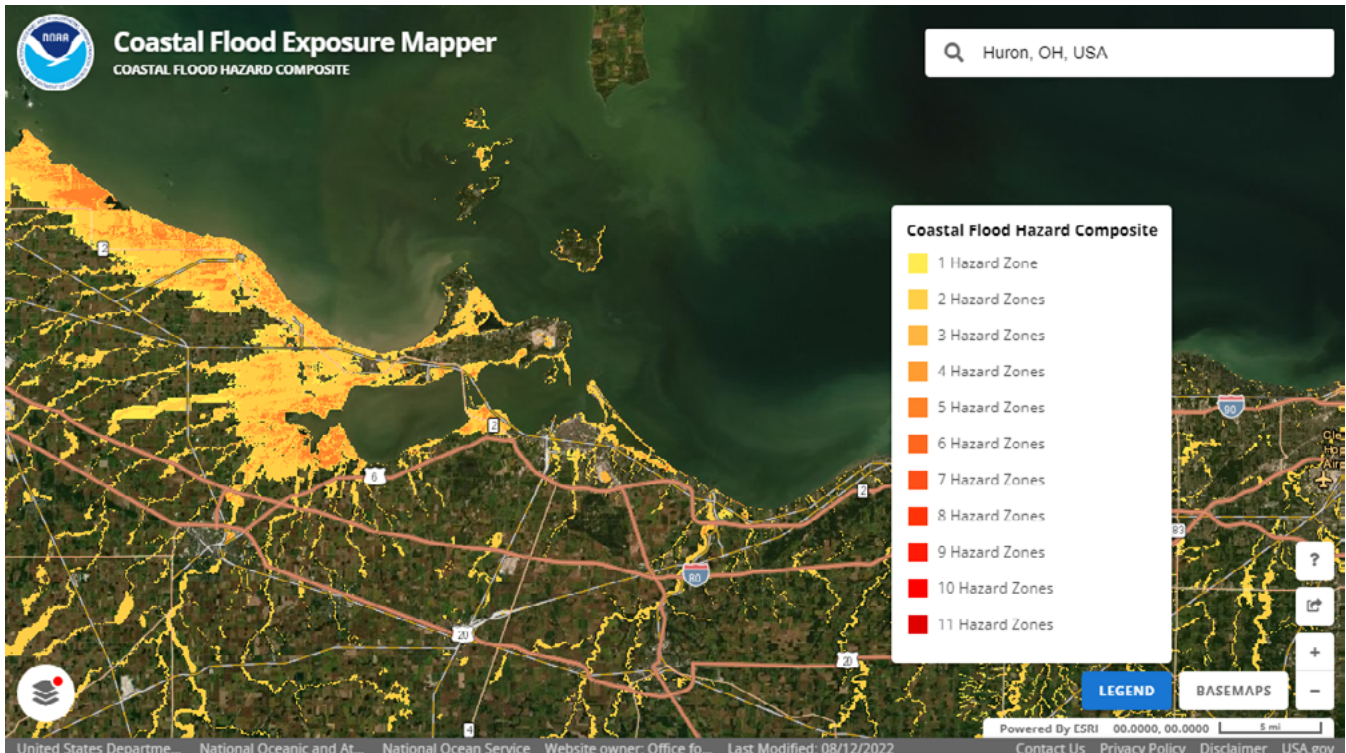 NOAA
Coastal Flood Exposure Mapper
COASTAL FLOOD HAZARD COMPOSITE
Huron, OH, USA
Coastal Flood Hazard Composite
1 Hazard Zone
2 Hazard Zones
3 Hazard Zones
4 Hazard Zones
5 Hazard Zones
6 Hazard Zones
7 Hazard Zones
8 Hazard Zones
9 Hazard Zones
10 Hazard Zones
11 Hazard Zones
2
2
6
2
90
Cle
Air
83
80
20
20
4
?
+
−
LEGEND
BASEMAPS
Powered By ESRI 00.0000, 00.0000 5 mi
United States Departme... National Oceanic and At... National Ocean Service Website owner: Office fo... Last Modified: 08/12/2022 Contact Us Privacy Policy Disclaimer USA.gov